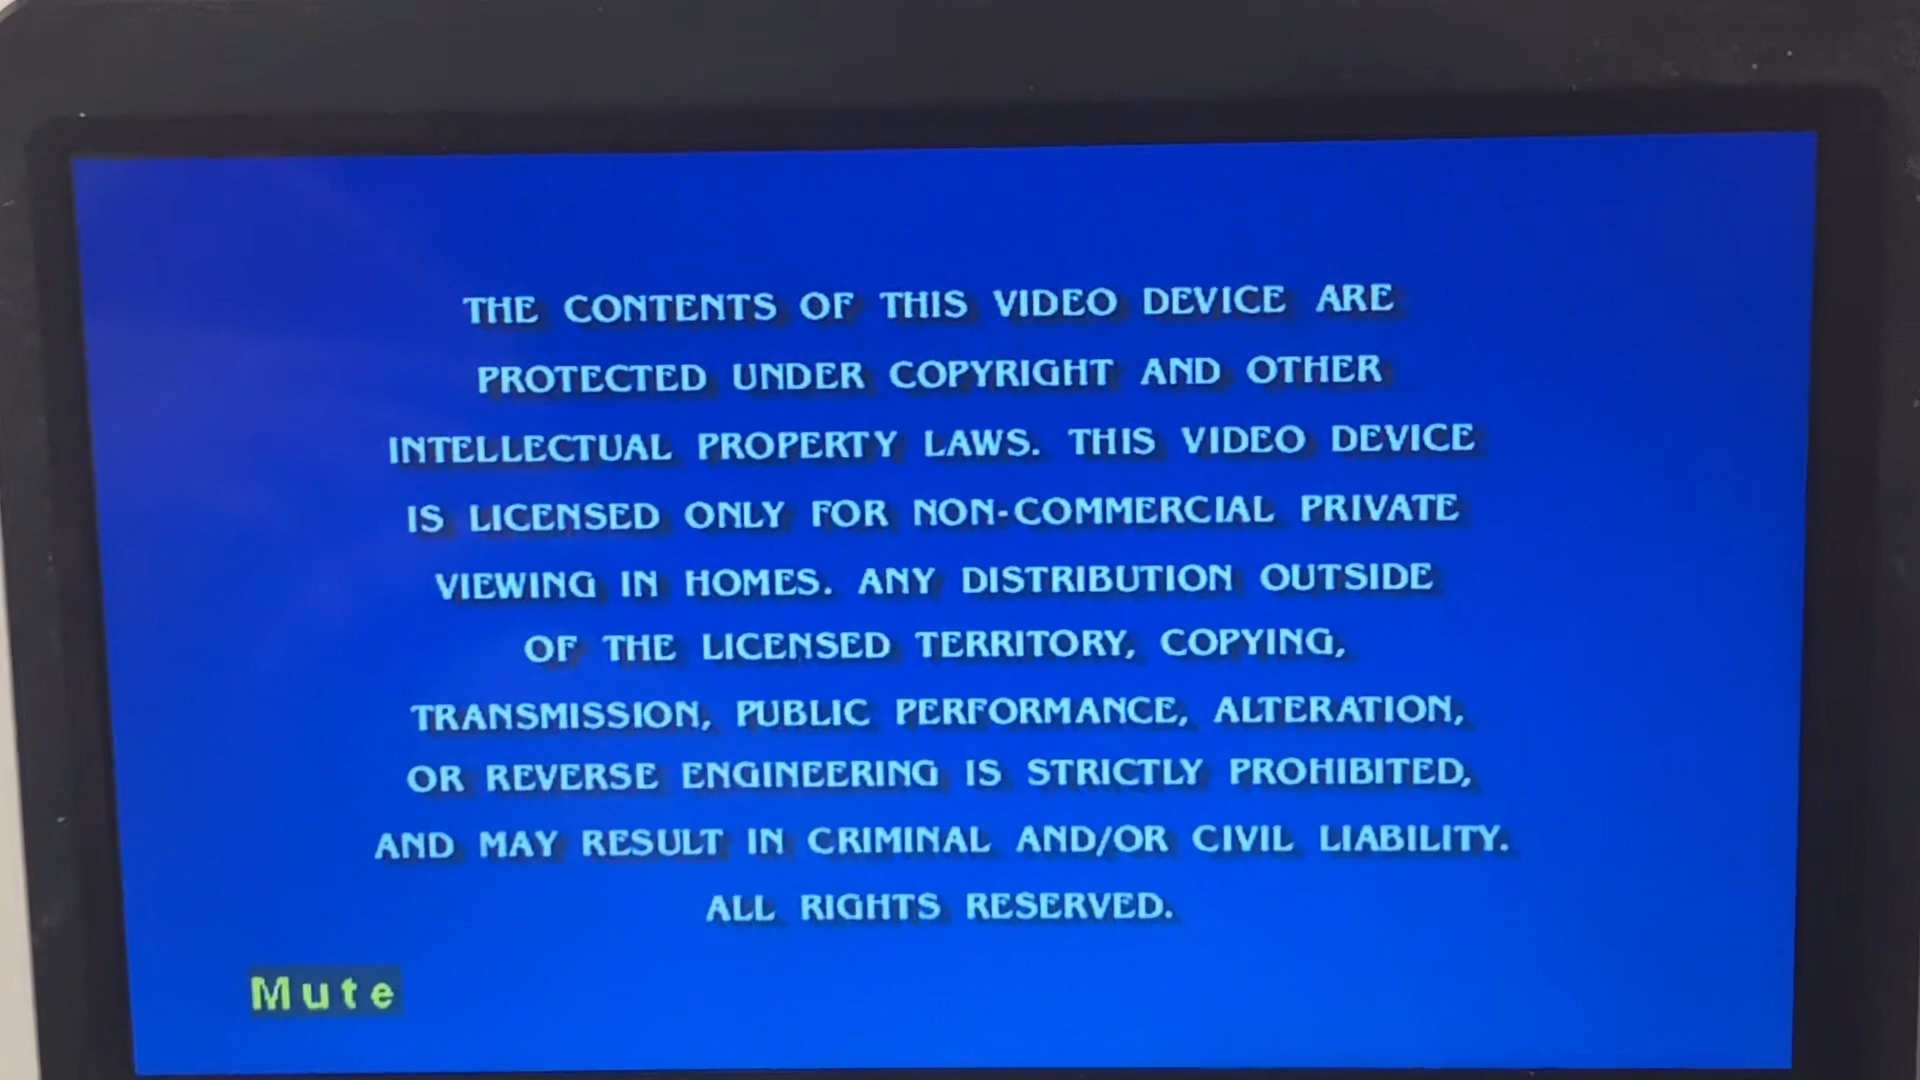 THE CONTENTS OF THIS VIDEO DEVICE ARE
PROTECTED UNDER COPYRIGHT AND OTHER
INTELLECTUAL PROPERTY LAWS. THIS VIDEO DEVICE
IS LICENSED ONLY FOR NON-COMMERCIAL PRIVATE
VIEWING IN HOMES. ANY DISTRIBUTION OUTSIDE
OF THE LICENSED TERRITORY, COPYING,
TRANSMISSION, PUBLIC PERFORMANCE, ALTERATION,
OR REVERSE ENGINEERING IS STRICTLY PROHIBITED,
AND MAY RESULT IN CRIMINAL AND/OR CIVIL LIABILITY.
ALL RIGHTS RESERVED.
Mute